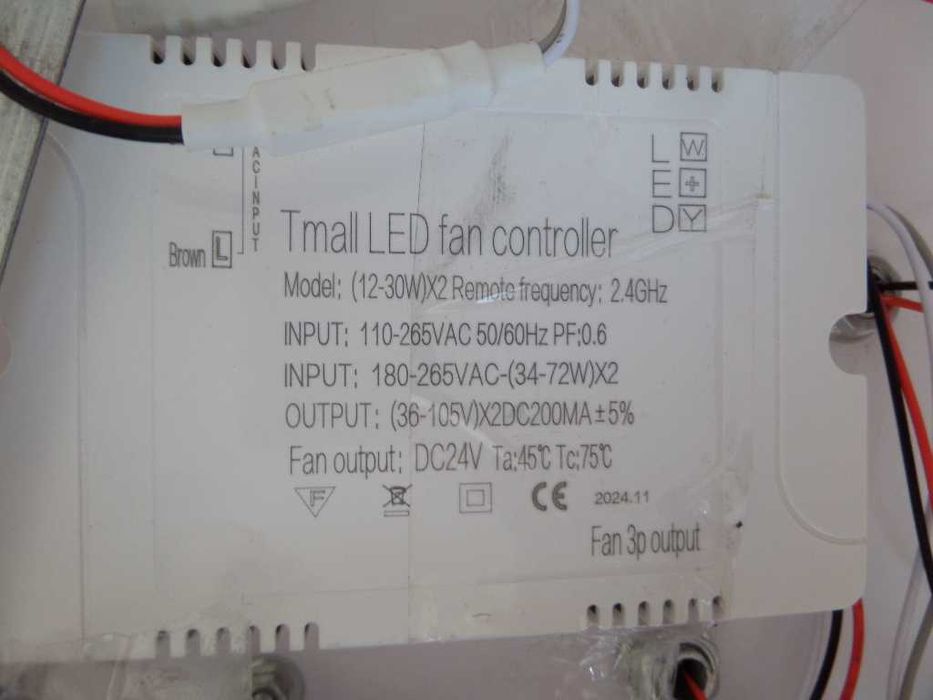 AC INPUT
Brown L
L W
E +
D Y
Tmall LED fan controller
Model: (12-30W)X2 Remote frequency: 2.4GHz
INPUT: 110-265VAC 50/60Hz PF:0.6
INPUT: 180-265VAC-(34-72W)X2
OUTPUT: (36-105V)X2DC200MA±5%
Fan output: DC24V Ta:45℃ Tc:75℃
F CE 2024.11
Fan 3p output